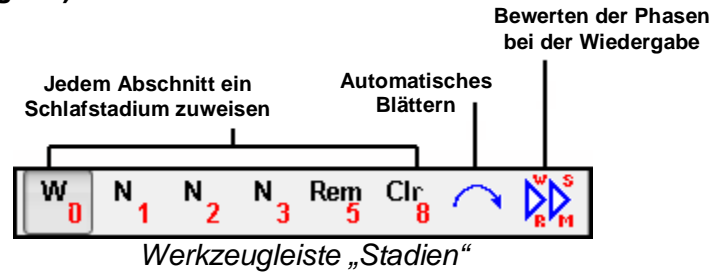 Bewerten der Phasen
bei der Wiedergabe
Jedem Abschnitt ein
Schlafstadium zuweisen
Automatisches
Blättern
W 0 N 1 N 2 N 3 Rem 5 Clr 8 W S R M
Werkzeugleiste „Stadien“